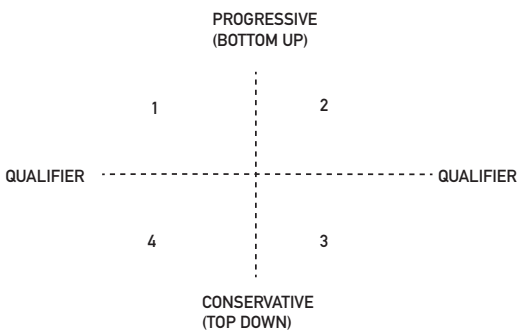 PROGRESSIVE
(BOTTOM UP)
1
2
QUALIFIER
QUALIFIER
4
3
CONSERVATIVE
(TOP DOWN)